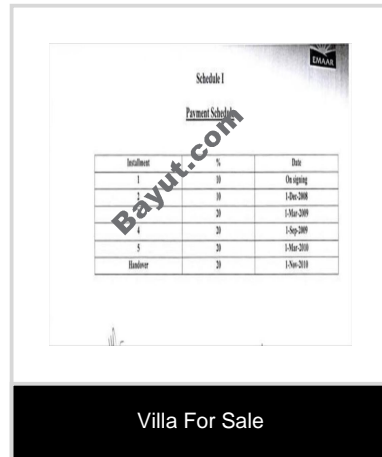 EMAAR
Schedule I
Payment Schedule
Installment % Date
1 10 On signing
2 10 1-Dec-2008
20 1-Mar-2009
4 20 1-Sep-2009
5 20 1-Mar-2010
Handover 20 1-Nov-2010
Bayut.com
Villa For Sale